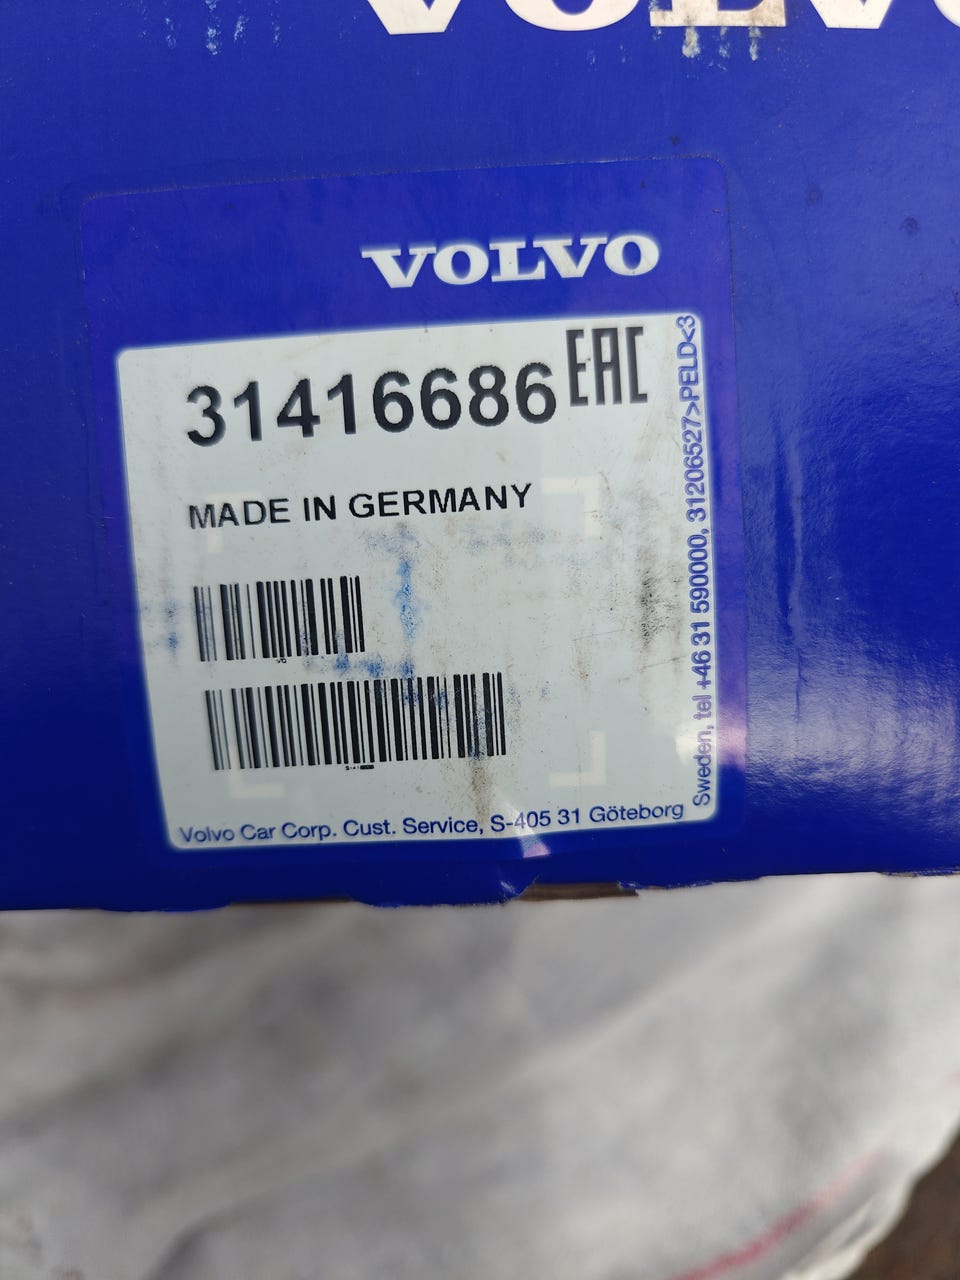 VOLVO
VOLVO
31416686 EAC
MADE IN GERMANY
Volvo Car Corp. Cust. Service, S-405 31 Göteborg
Sweden, tel +46 31 590000, 31206527>PELD<3